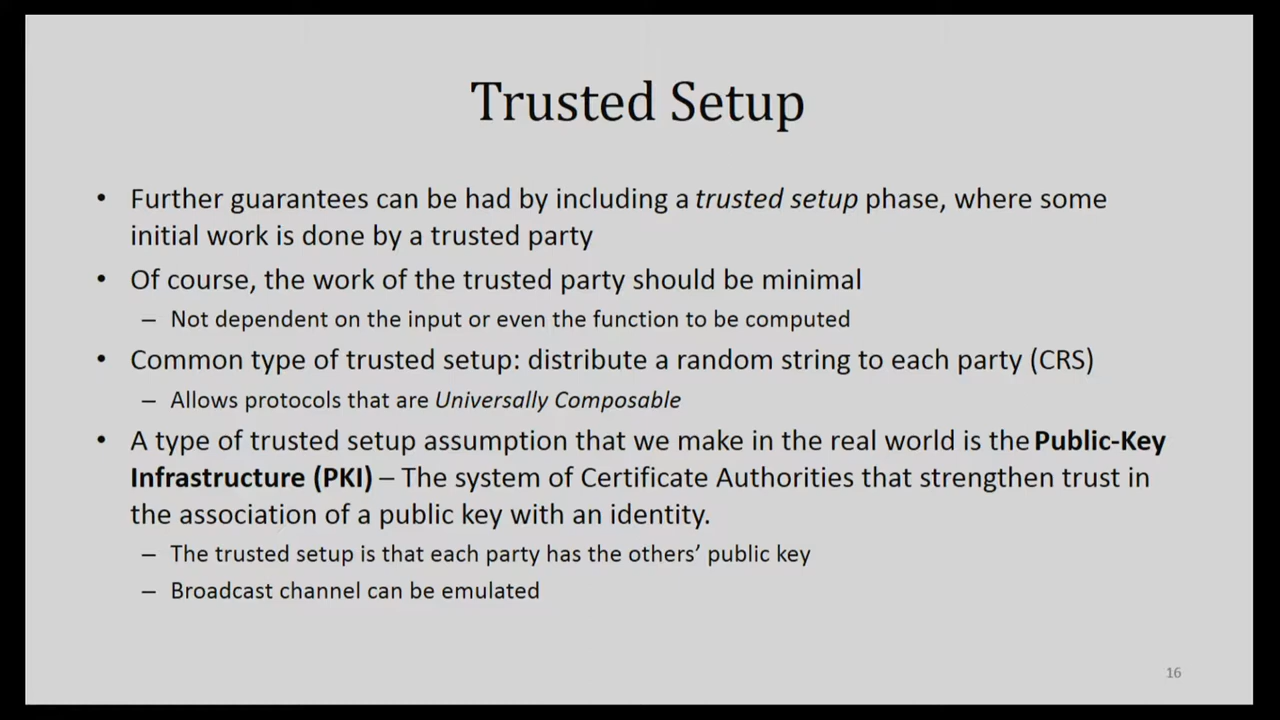 Trusted Setup
• Further guarantees can be had by including a trusted setup phase, where some
initial work is done by a trusted party
• Of course, the work of the trusted party should be minimal
– Not dependent on the input or even the function to be computed
• Common type of trusted setup: distribute a random string to each party (CRS)
– Allows protocols that are Universally Composable
• A type of trusted setup assumption that we make in the real world is the Public-Key
Infrastructure (PKI) – The system of Certificate Authorities that strengthen trust in
the association of a public key with an identity.
– The trusted setup is that each party has the others’ public key
– Broadcast channel can be emulated
16